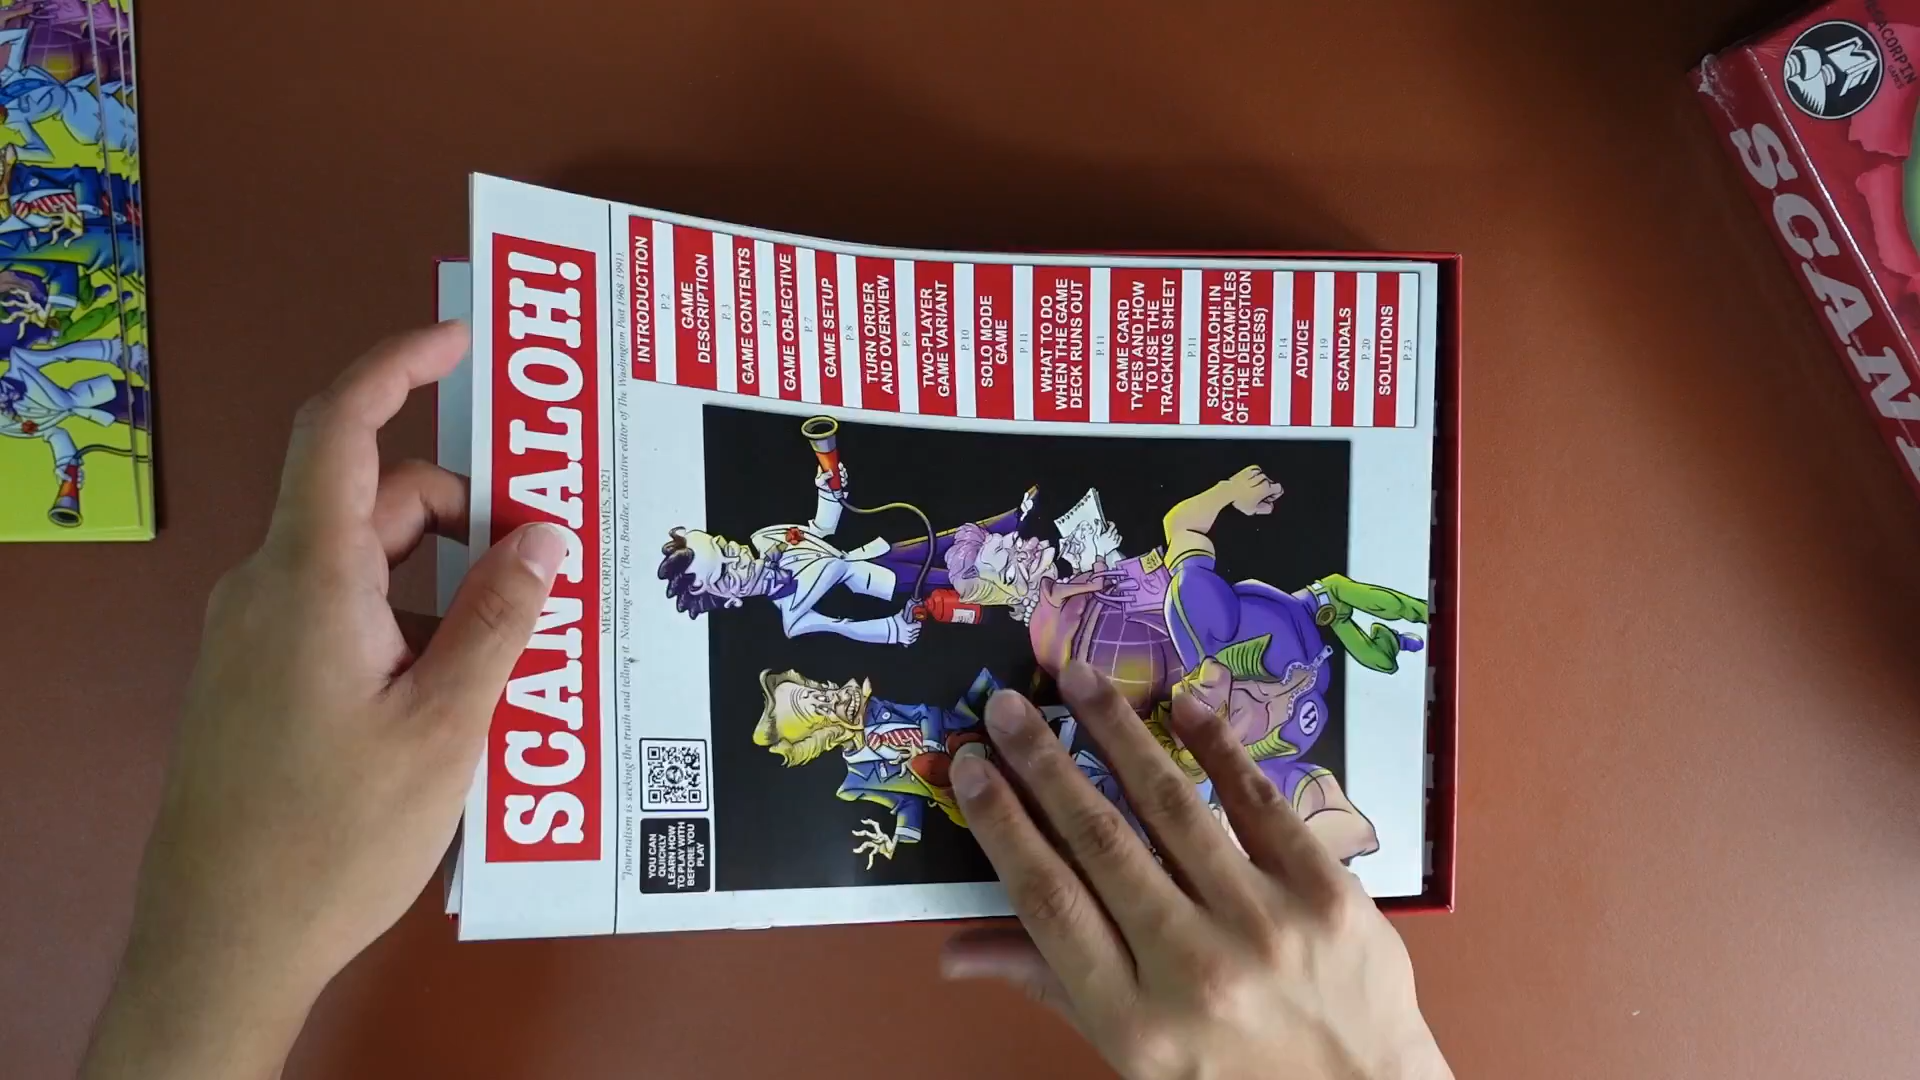 SCANDALOH!
MEGACORPIN GAMES, 2021
"Journalism is seeking the truth and telling it. Nothing else." (Ben Bradlee, executive editor of The Washington Post 1968-1991).
INTRODUCTION
P. 2
GAME
DESCRIPTION
P. 3
GAME CONTENTS
P. 3
GAME OBJECTIVE
P. 7
GAME SETUP
P. 8
TURN ORDER
AND OVERVIEW
P. 8
TWO-PLAYER
GAME VARIANT
P. 10
SOLO MODE
GAME
P. 11
WHAT TO DO
WHEN THE GAME
DECK RUNS OUT
P. 11
GAME CARD
TYPES AND HOW
TO USE THE
TRACKING SHEET
P. 11
SCANDALOH! IN
ACTION (EXAMPLES
OF THE DEDUCTION
PROCESS)
P. 14
ADVICE
P. 19
SCANDALS
P. 20
SOLUTIONS
P. 23
YOU CAN
QUICKLY
LEARN HOW
TO PLAY WITH
BEFORE YOU
PLAY
W
MEGACORPIN
GAMES
SCAN